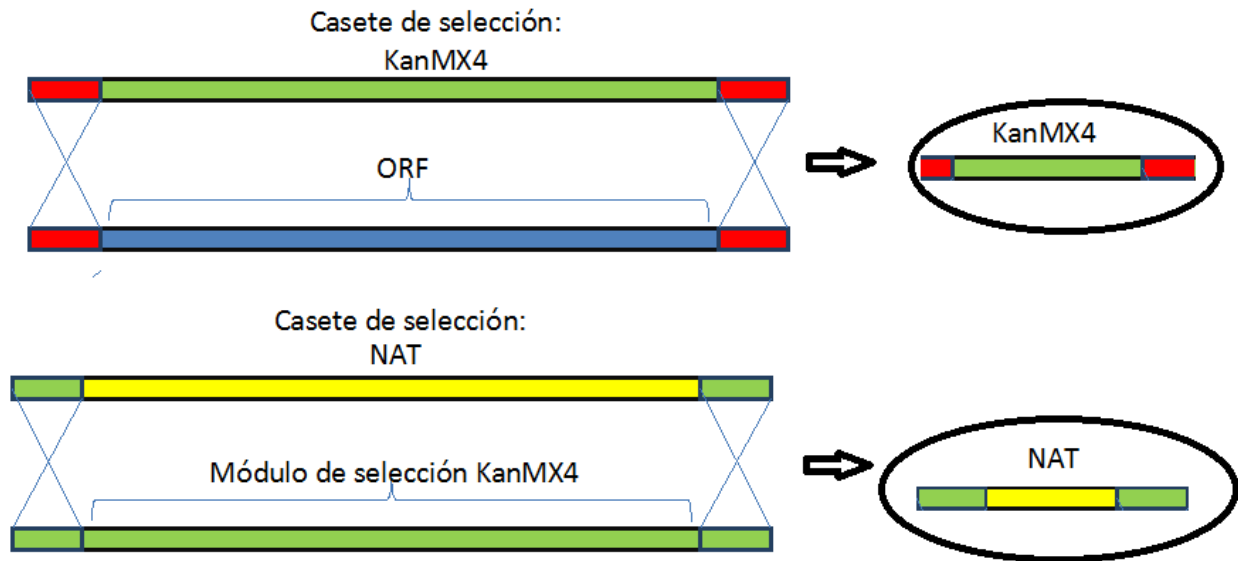 Casete de selección:
KanMX4
KanMX4
ORF
Casete de selección:
NAT
NAT
Módulo de selección KanMX4